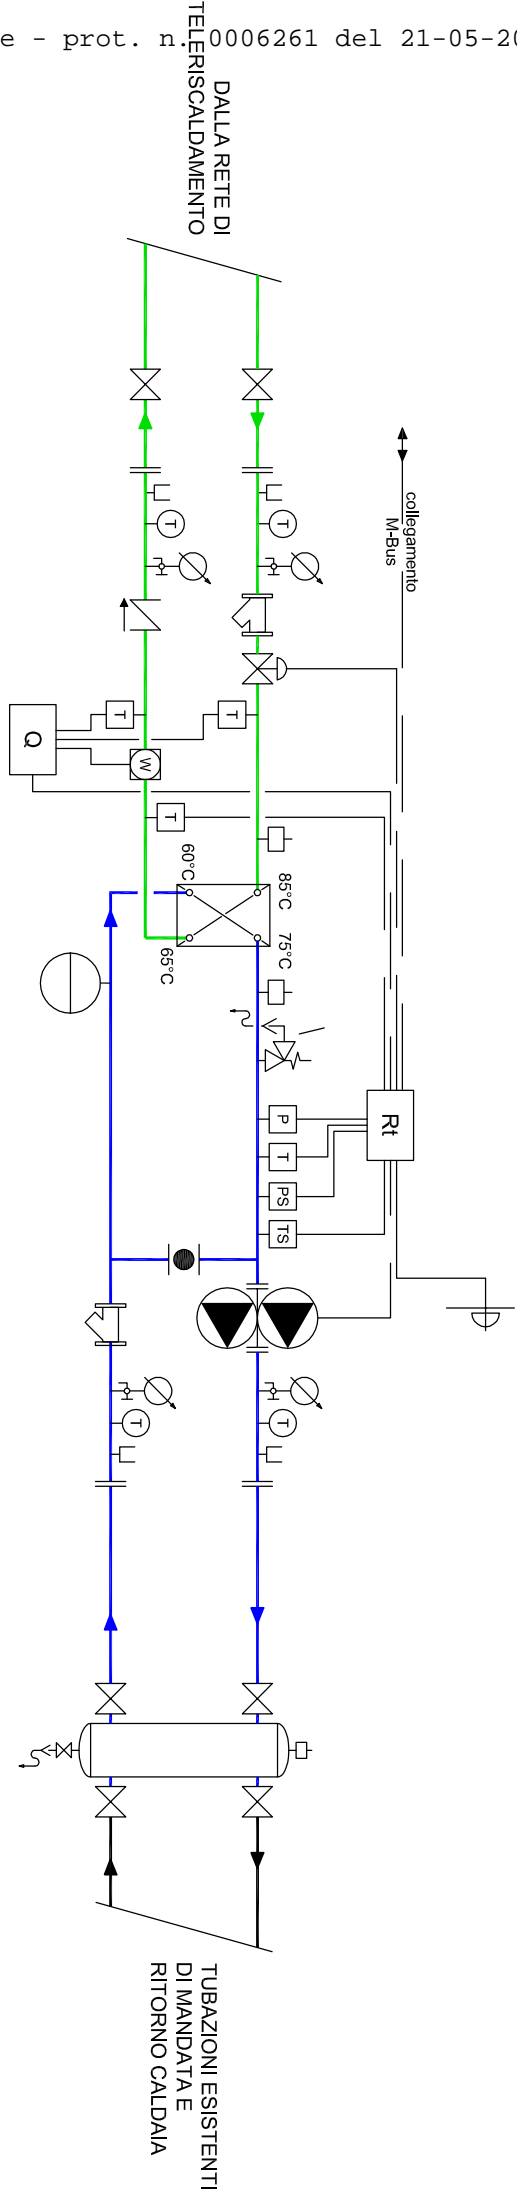 e - prot. n. 0006261 del 21-05-20
DALLA RETE DI
TELERISCALDAMENTO
collegamento
M-Bus
T
T
T
T
Q
W
T
60°C
85°C
65°C
75°C
Rt
P
T
PS
TS
T
T
TUBAZIONI ESISTENTI
DI MANDATA E
RITORNO CALDAIA